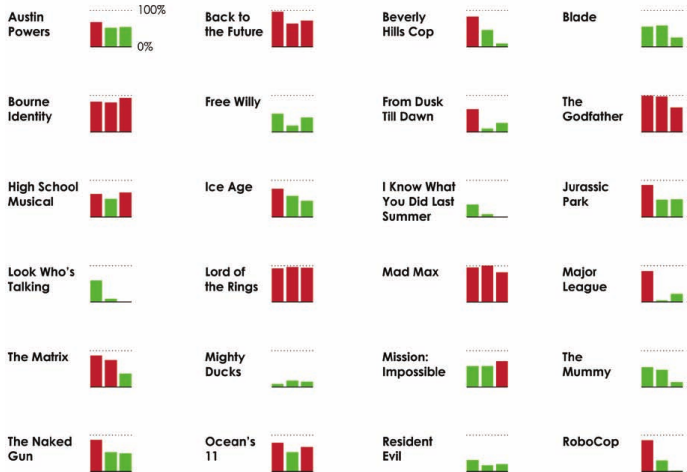 Austin
Powers
100%
0%
Back to
the Future
Beverly
Hills Cop
Blade
Bourne
Identity
Free Willy
From Dusk
Till Dawn
The
Godfather
High School
Musical
Ice Age
I Know What
You Did Last
Summer
Jurassic
Park
Look Who's
Talking
Lord of
the Rings
Mad Max
Major
League
The Matrix
Mighty
Ducks
Mission:
Impossible
The
Mummy
The Naked
Gun
Ocean's
11
Resident
Evil
RoboCop